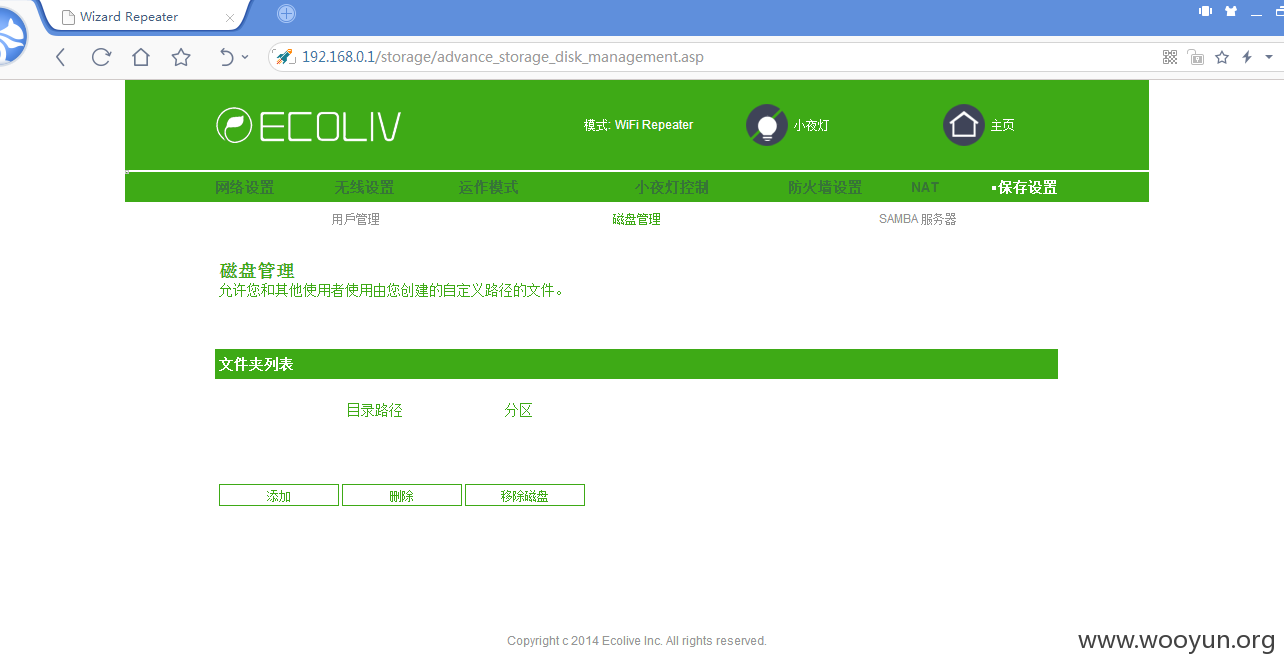 Wizard Repeater
192.168.0.1/storage/advance_storage_disk_management.asp
ECOLIV 模式: WiFi Repeater 小夜灯 主页
网络设置 无线设置 运作模式 小夜灯控制 防火墙设置 NAT •保存设置
用戶管理 磁盘管理 SAMBA 服务器
磁盘管理
允许您和其他使用者使用由您创建的自定义路径的文件。
文件夹列表
目录路径 分区
添加 删除 移除磁盘
Copyright c 2014 Ecolive Inc. All rights reserved.
www.wooyun.org